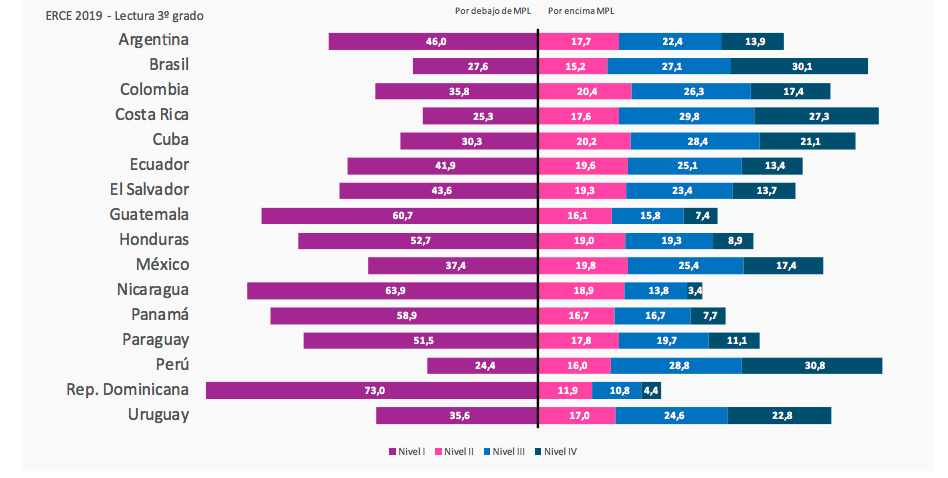 ERCE 2019 - Lectura 3º grado
Por debajo de MPL Por encima MPL
Argentina 46,0 17,7 22,4 13,9
Brasil 27,6 15,2 27,1 30,1
Colombia 35,8 20,4 26,3 17,4
Costa Rica 25,3 17,6 29,8 27,3
Cuba 30,3 20,2 28,4 21,1
Ecuador 41,9 19,6 25,1 13,4
El Salvador 43,6 19,3 23,4 13,7
Guatemala 60,7 16,1 15,8 7,4
Honduras 52,7 19,0 19,3 8,9
México 37,4 19,8 25,4 17,4
Nicaragua 63,9 18,9 13,8 3,4
Panamá 58,9 16,7 16,7 7,7
Paraguay 51,5 17,8 19,7 11,1
Perú 24,4 16,0 28,8 30,8
Rep. Dominicana 73,0 11,9 10,8 4,4
Uruguay 35,6 17,0 24,6 22,8
Nivel I Nivel II Nivel III Nivel IV